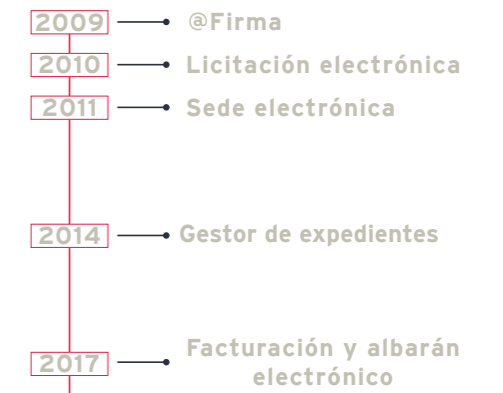 2009 @Firma
2010 Licitación electrónica
2011 Sede electrónica
2014 Gestor de expedientes
2017 Facturación y albarán
electrónico